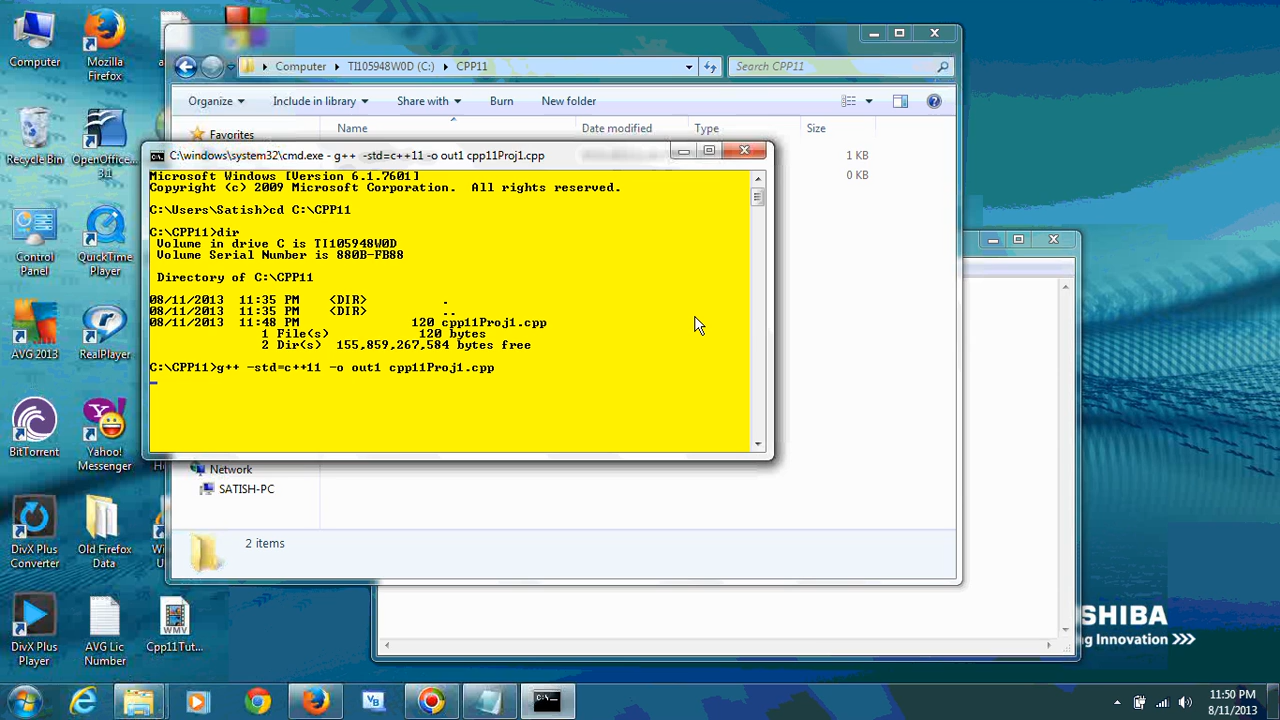 Computer
Mozilla
Firefox
Recycle Bin
OpenOffice...
3.1
Control
Panel
QuickTime
Player
AVG 2013
RealPlayer
BitTorrent
Yahoo!
Messenger
DivX Plus
Converter
Old Firefox
Data
DivX Plus
Player
AVG Lic
Number
Cpp11Tut...
Computer
TI105948W0D (C:)
CPP11
Search CPP11
Organize
Include in library
Share with
Burn
New folder
Favorites
Name
Date modified
Type
Size
1 KB
0 KB
C:\windows\system32\cmd.exe - g++ -std=c++11 -o out1 cpp11Proj1.cpp
Microsoft Windows [Version 6.1.7601]
Copyright (c) 2009 Microsoft Corporation. All rights reserved.
C:\Users\Satish>cd C:\CPP11
C:\CPP11>dir
Volume in drive C is TI105948W0D
Volume Serial Number is 880B-FB88
Directory of C:\CPP11
08/11/2013 11:35 PM <DIR> .
08/11/2013 11:35 PM <DIR> ..
08/11/2013 11:48 PM 120 cpp11Proj1.cpp
1 File(s) 120 bytes
2 Dir(s) 155,859,267,584 bytes free
C:\CPP11>g++ -std=c++11 -o out1 cpp11Proj1.cpp
Network
SATISH-PC
2 items
OSHIBA
ng Innovation >>>
11:50 PM
8/11/2013